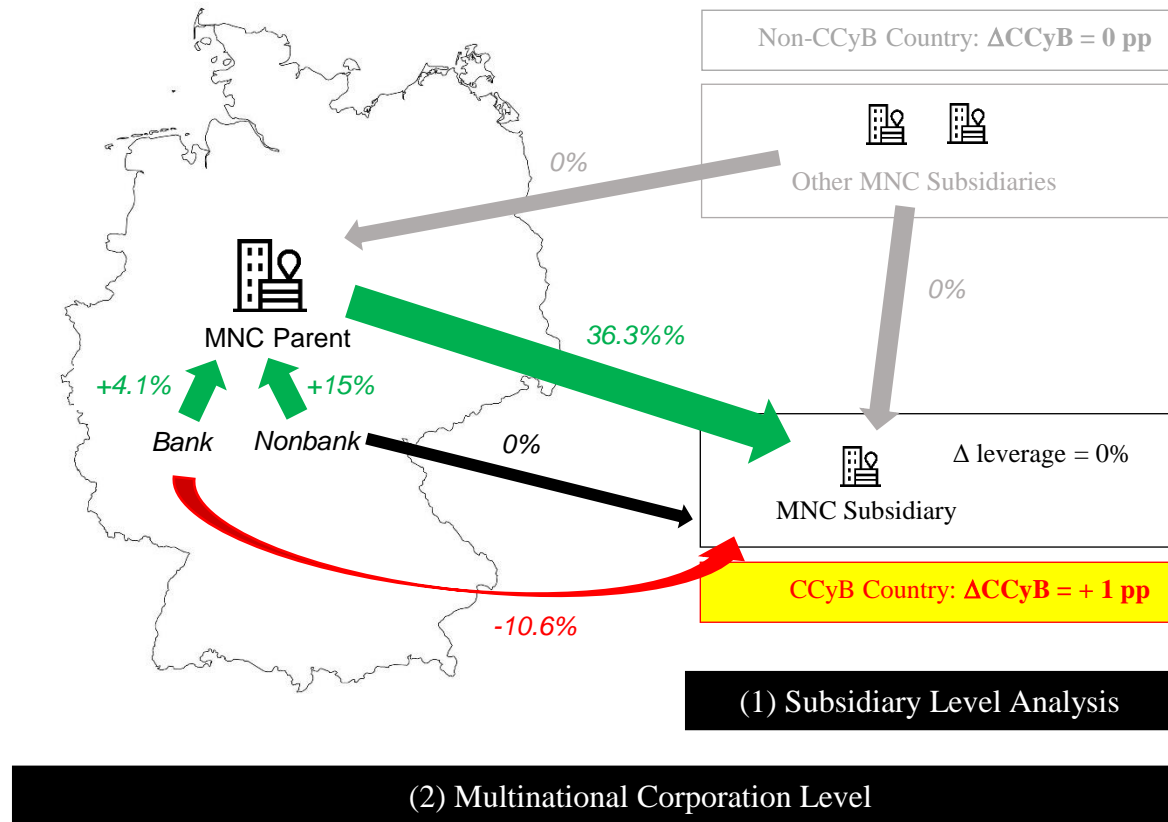 Non-CCyB Country: ΔCCyB = 0 pp
0%
Other MNC Subsidiaries
0%
MNC Parent
36.3%%
+4.1%
+15%
Bank
Nonbank
0%
Δ leverage = 0%
MNC Subsidiary
CCyB Country: ΔCCyB = + 1 pp
-10.6%
(1) Subsidiary Level Analysis
(2) Multinational Corporation Level